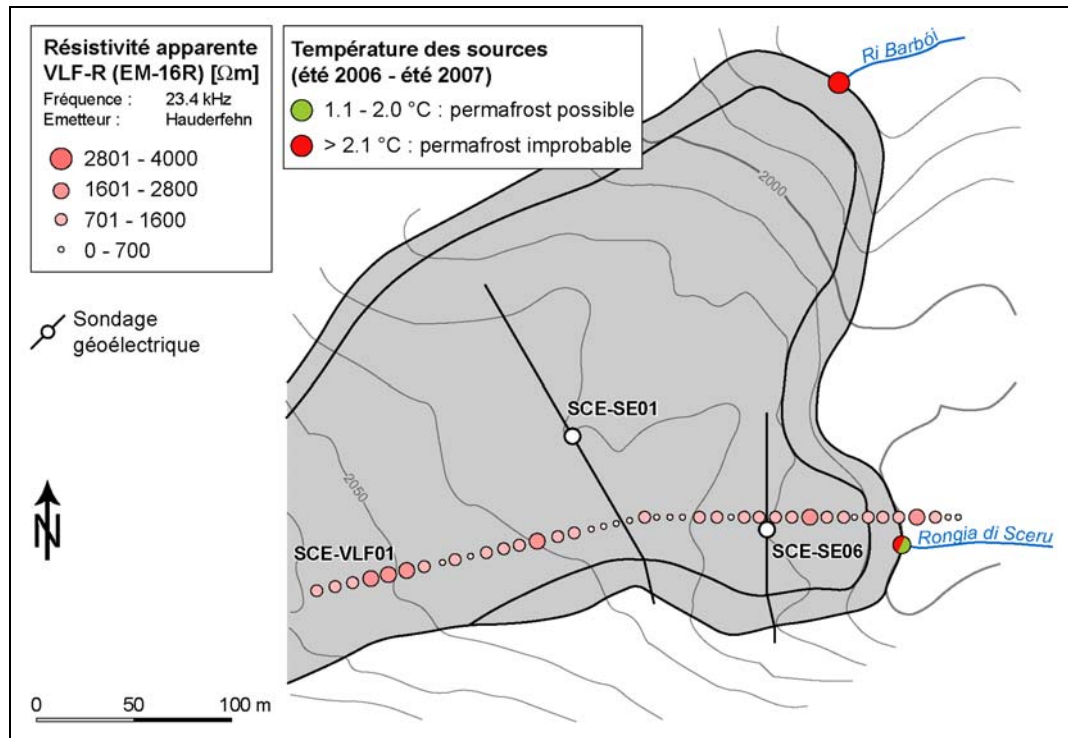 Résistivité apparente
VLF-R (EM-16R) [Ωm]
Fréquence : 23.4 kHz
Emetteur : Hauderfehn
2801 - 4000
1601 - 2800
701 - 1600
0 - 700
Sondage
géoélectrique
Température des sources
(été 2006 - été 2007)
1.1 - 2.0 °C : permafrost possible
> 2.1 °C : permafrost improbable
Ri Barbói
2000
SCE-SE01
2050
SCE-VLF01
SCE-SE06
Rongia di Sceru
N
0 50 100 m